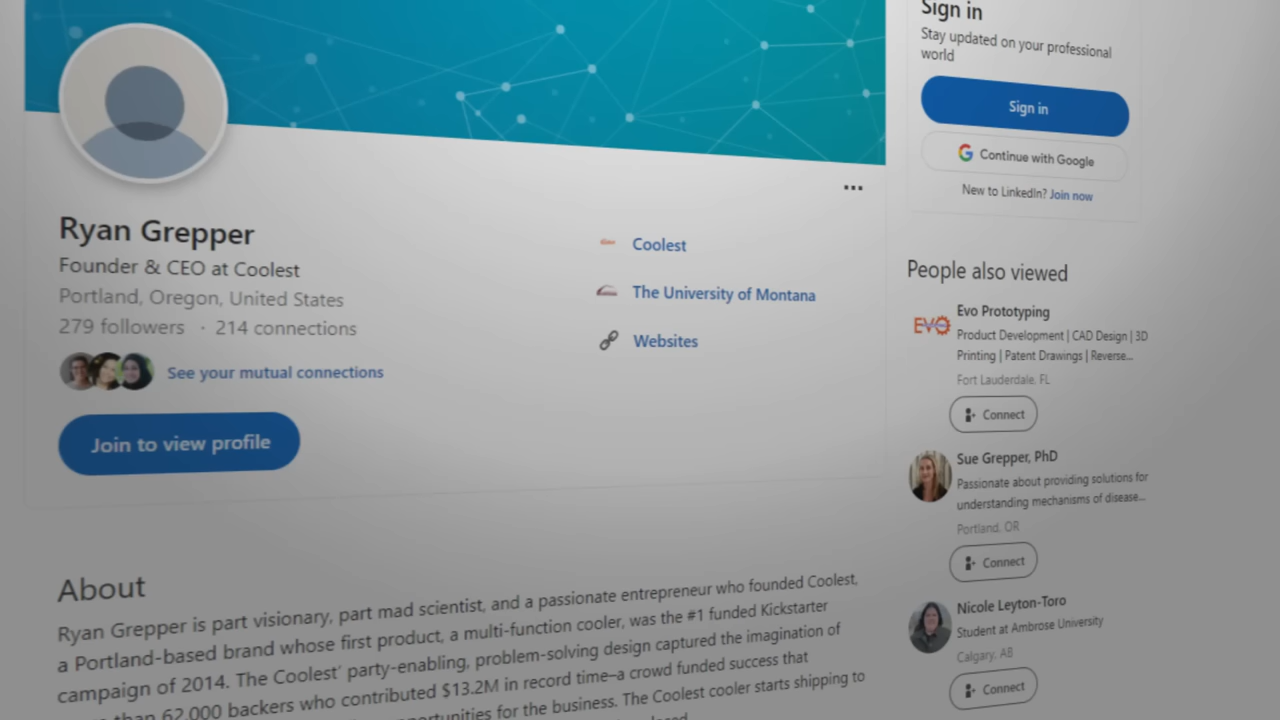 Ryan Grepper
Founder & CEO at Coolest
Portland, Oregon, United States
279 followers · 214 connections
See your mutual connections
Join to view profile
Coolest
The University of Montana
Websites
About
Ryan Grepper is part visionary, part mad scientist, and a passionate entrepreneur who founded Coolest,
a Portland-based brand whose first product, a multi-function cooler, was the #1 funded Kickstarter
campaign of 2014. The Coolest' party-enabling, problem-solving design captured the imagination of
than 62,000 backers who contributed $13.2M in record time–a crowd funded success that
for the business. The Coolest cooler starts shipping to
Sign in
Stay updated on your professional
world
Sign in
Continue with Google
New to LinkedIn? Join now
People also viewed
EVO
Evo Prototyping
Product Development | CAD Design | 3D
Printing | Patent Drawings | Reverse...
Fort Lauderdale, FL
Connect
Sue Grepper, PhD
Passionate about providing solutions for
understanding mechanisms of disease...
Portland, OR
Connect
Nicole Leyton-Toro
Student at Ambrose University
Calgary, AB
Connect